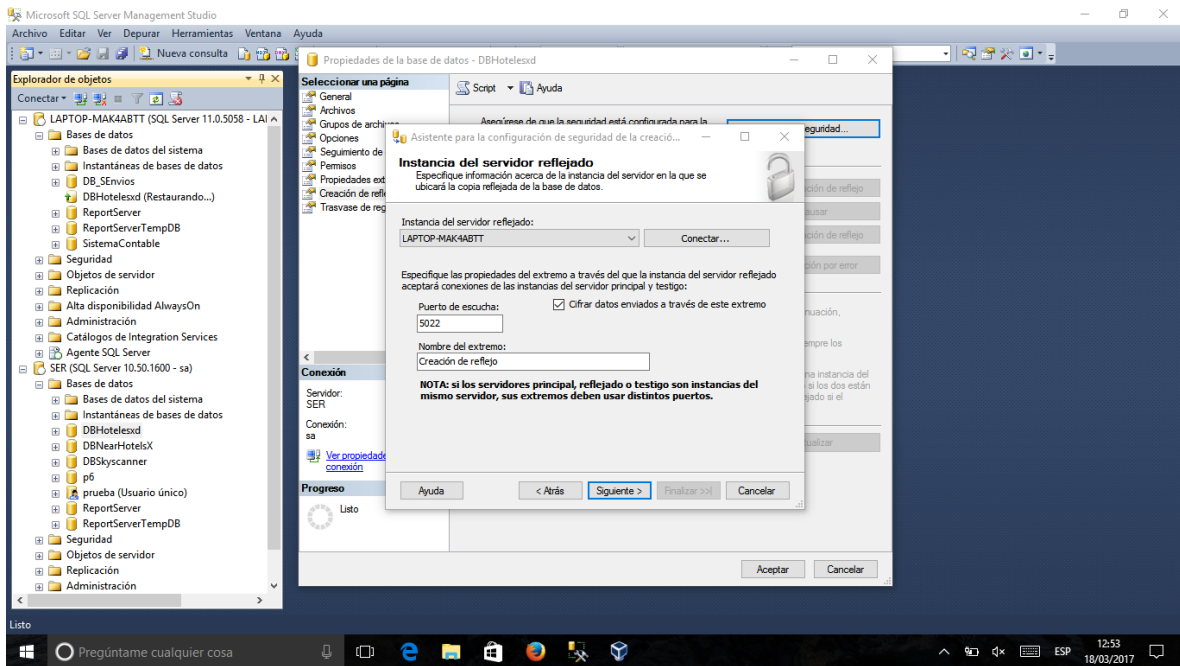 Microsoft SQL Server Management Studio
Archivo Editar Ver Depurar Herramientas Ventana Ayuda
Nueva consulta
Explorador de objetos
Conectar
LAPTOP-MAK4ABTT (SQL Server 11.0.5058 - LAI
Bases de datos
Bases de datos del sistema
Instantáneas de bases de datos
DB_SEnvios
DBHotelesxd (Restaurando...)
ReportServer
ReportServerTempDB
SistemaContable
Seguridad
Objetos de servidor
Replicación
Alta disponibilidad AlwaysOn
Administración
Catálogos de Integration Services
Agente SQL Server
SER (SQL Server 10.50.1600 - sa)
Bases de datos
Bases de datos del sistema
Instantáneas de bases de datos
DBHotelesxd
DBNearHotelsX
DBSkyscanner
p6
prueba (Usuario único)
ReportServer
ReportServerTempDB
Seguridad
Objetos de servidor
Replicación
Administración
Listo
Propiedades de la base de datos - DBHotelesxd
Seleccionar una página
General
Archivos
Grupos de archivos
Opciones
Seguimiento de
Permisos
Propiedades ext
Creación de refle
Trasvase de reg
Conexión
Servidor:
SER
Conexión:
sa
Ver propiedade
conexión
Progreso
Listo
Script Ayuda
Asegúrese de que la seguridad está configurada para la
eguridad...
ación de reflejo
ausar
ación de reflejo
ción por error
nuación,
empre los
na instancia del
si los dos están
ejado si el
ualizar
Aceptar Cancelar
Asistente para la configuración de seguridad de la creació...
Instancia del servidor reflejado
Especifique información acerca de la instancia del servidor en la que se
ubicará la copia reflejada de la base de datos.
Instancia del servidor reflejado:
LAPTOP-MAK4ABTT Conectar...
Especifique las propiedades del extremo a través del que la instancia del servidor reflejado
aceptará conexiones de las instancias del servidor principal y testigo:
Puerto de escucha: Cifrar datos enviados a través de este extremo
5022
Nombre del extremo:
Creación de reflejo
NOTA: si los servidores principal, reflejado o testigo son instancias del
mismo servidor, sus extremos deben usar distintos puertos.
Ayuda < Atrás Siguiente > Finalizar >>| Cancelar
Pregúntame cualquier cosa
ESP
12:53
18/03/2017